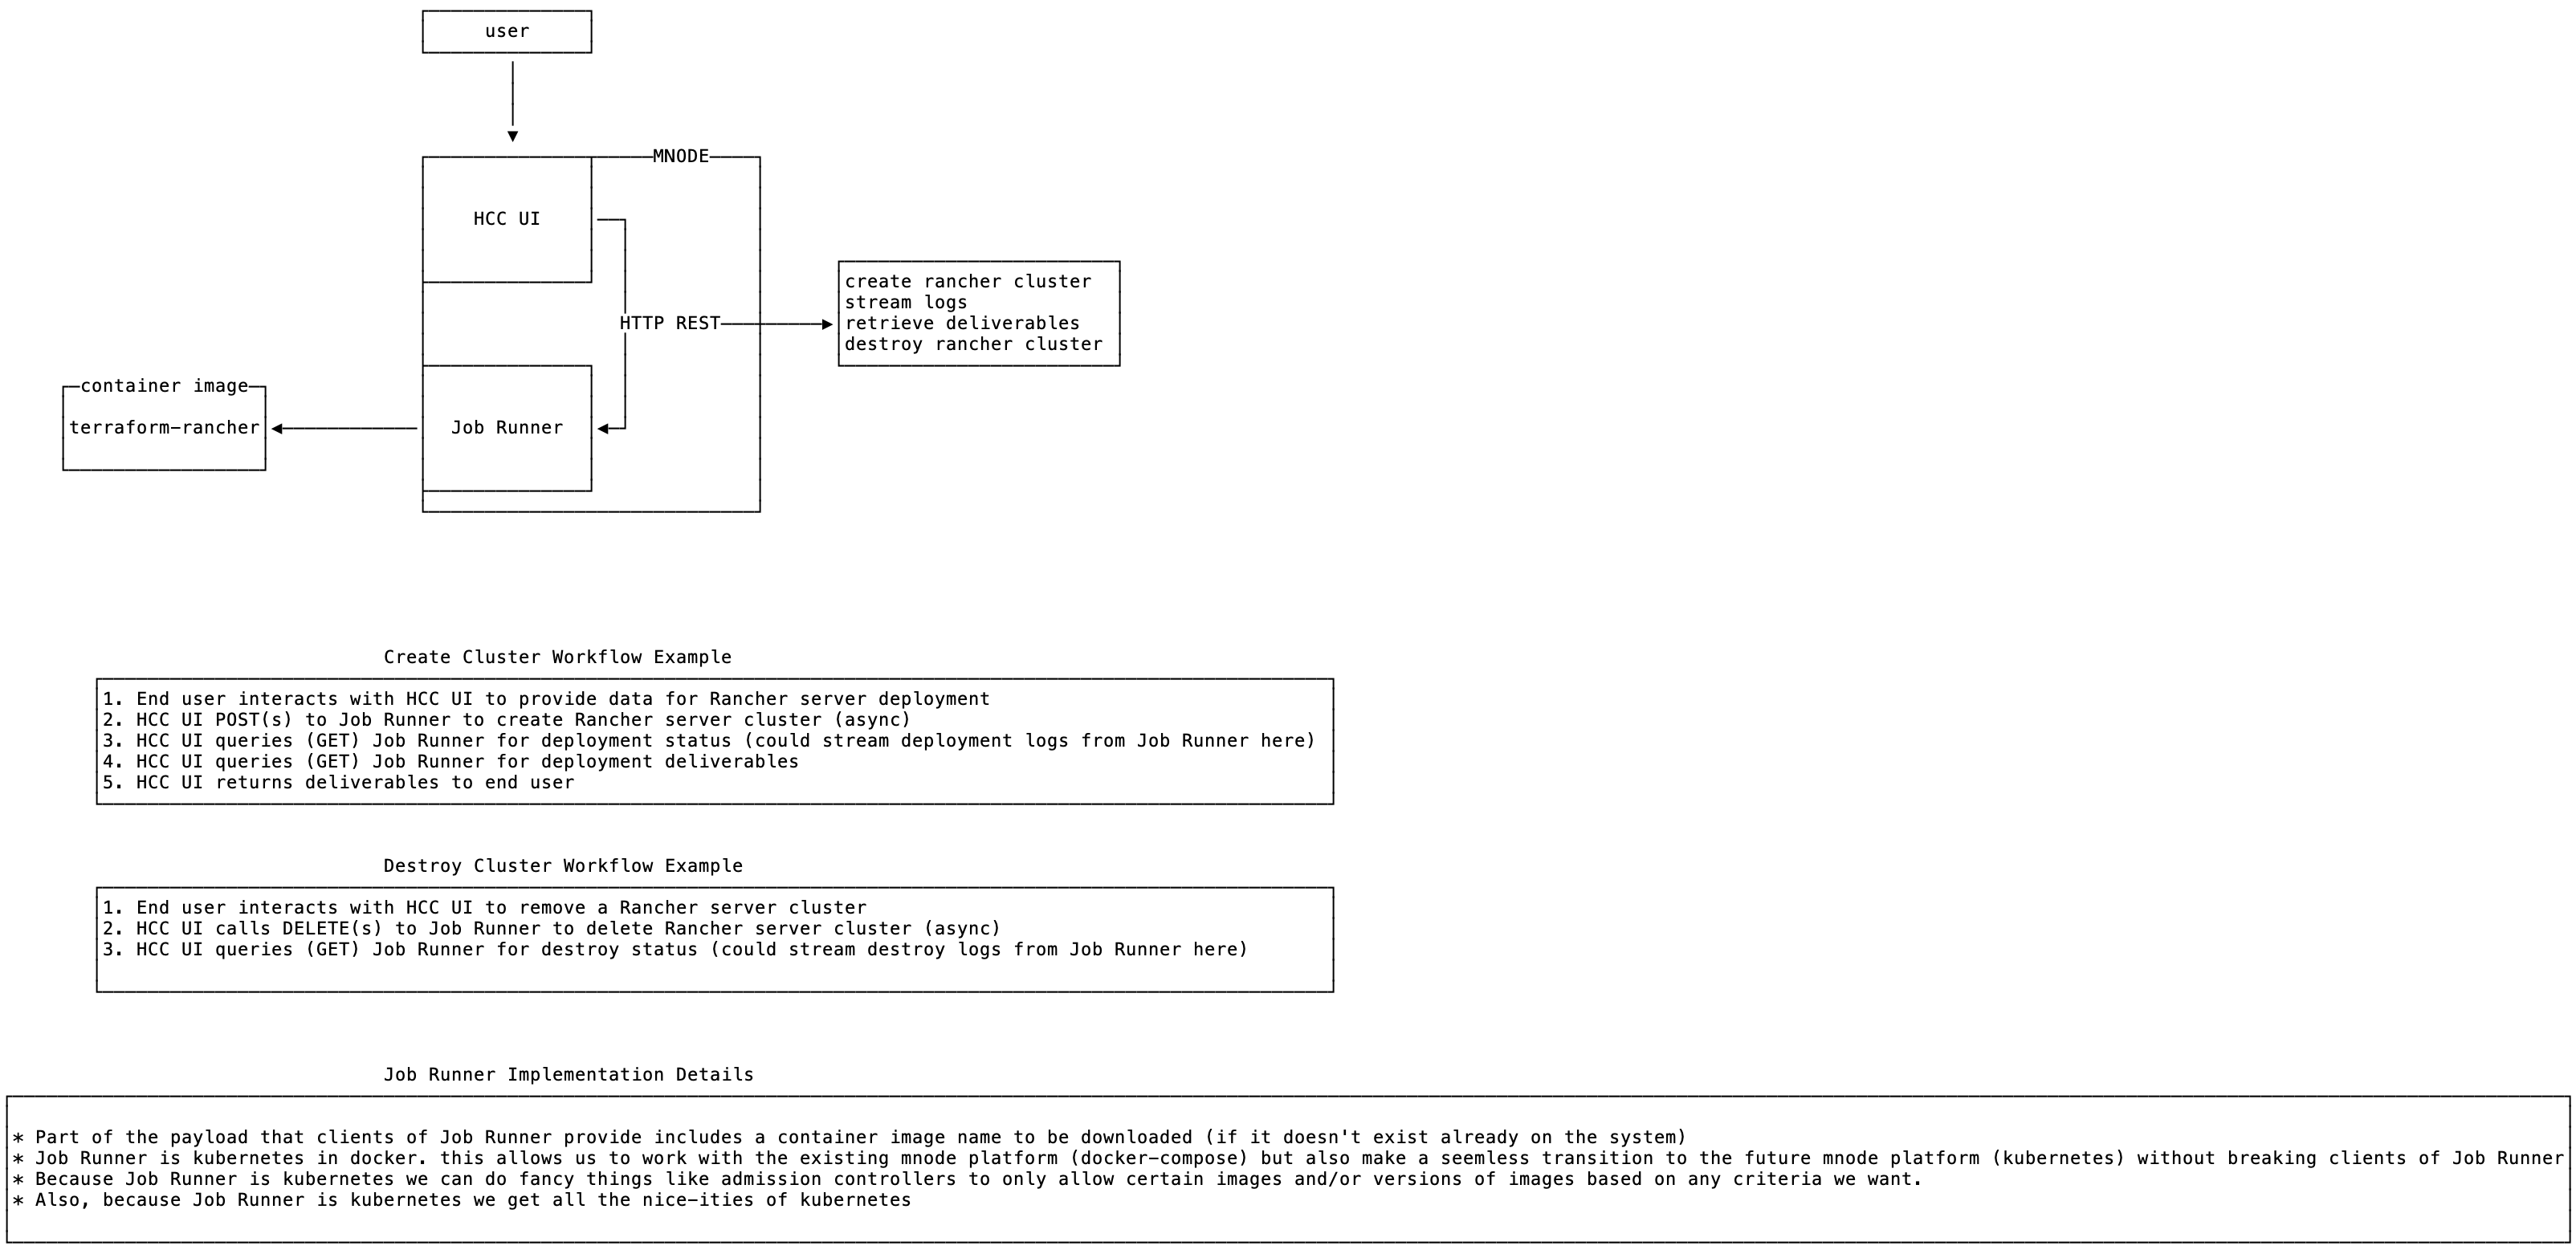 user
MNODE
HCC UI
create rancher cluster
stream logs
HTTP REST
retrieve deliverables
destroy rancher cluster
container image
terraform-rancher
Job Runner
Create Cluster Workflow Example
1. End user interacts with HCC UI to provide data for Rancher server deployment
2. HCC UI POST(s) to Job Runner to create Rancher server cluster (async)
3. HCC UI queries (GET) Job Runner for deployment status (could stream deployment logs from Job Runner here)
4. HCC UI queries (GET) Job Runner for deployment deliverables
5. HCC UI returns deliverables to end user
Destroy Cluster Workflow Example
1. End user interacts with HCC UI to remove a Rancher server cluster
2. HCC UI calls DELETE(s) to Job Runner to delete Rancher server cluster (async)
3. HCC UI queries (GET) Job Runner for destroy status (could stream destroy logs from Job Runner here)
Job Runner Implementation Details
* Part of the payload that clients of Job Runner provide includes a container image name to be downloaded (if it doesn't exist already on the system)
* Job Runner is kubernetes in docker. this allows us to work with the existing mnode platform (docker-compose) but also make a seemless transition to the future mnode platform (kubernetes) without breaking clients of Job Runner
* Because Job Runner is kubernetes we can do fancy things like admission controllers to only allow certain images and/or versions of images based on any criteria we want.
* Also, because Job Runner is kubernetes we get all the nice-ities of kubernetes